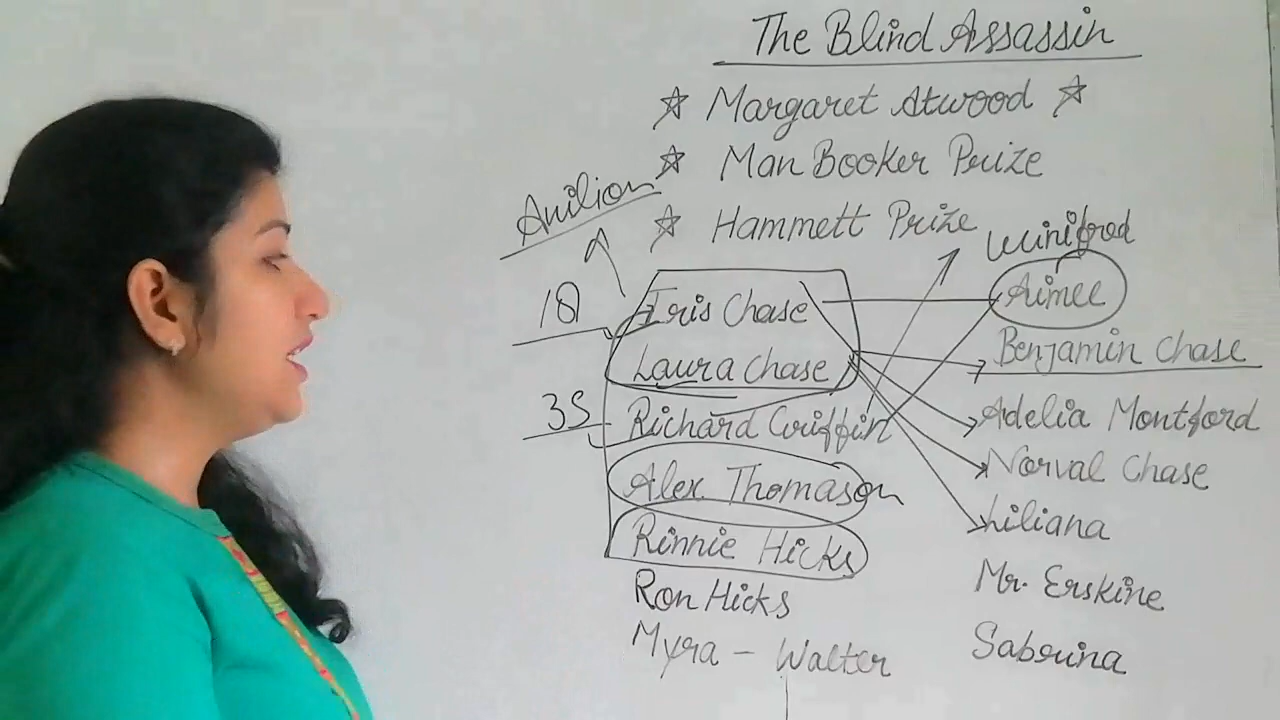 The Blind Assassin
☆ Margaret Atwood ☆
☆ Man Booker Prize
☆ Hammett Prize
Avilion
Winifred
18
Iris Chase
Laura Chase
35
Richard Griffin
Alex Thomason
Rinnie Hicks
Ron Hicks
Myra - Walter
Aimee
Benjamin Chase
Adelia Montford
Norval Chase
Liliana
Mr. Erskine
Sabrina